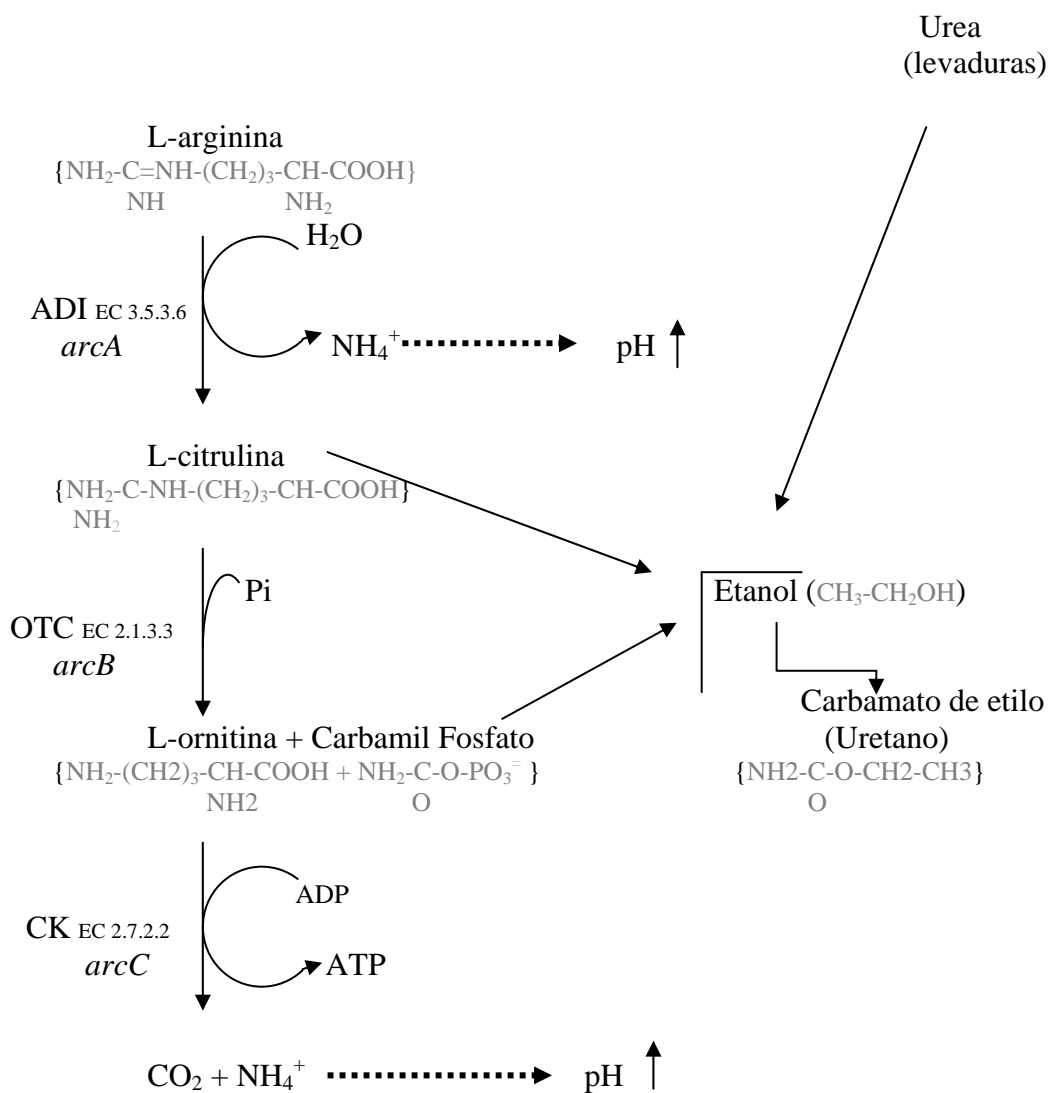 Urea
(levaduras)
L-arginina
{NH₂-C=NH-(CH₂)₃-CH-COOH}
NH NH₂
H₂O
ADI EC 3.5.3.6
arcA
NH₄⁺ pH
L-citrulina
{NH₂-C-NH-(CH₂)₃-CH-COOH}
NH₂
Pi
Etanol (CH₃-CH₂OH)
OTC EC 2.1.3.3
arcB
L-ornitina + Carbamil Fosfato
{NH₂-(CH2)₃-CH-COOH + NH₂-C-O-PO₃⁼ }
NH2 O
Carbamato de etilo
(Uretano)
{NH2-C-O-CH2-CH3}
O
ADP
CK EC 2.7.2.2
arcC
ATP
CO₂ + NH₄⁺ pH